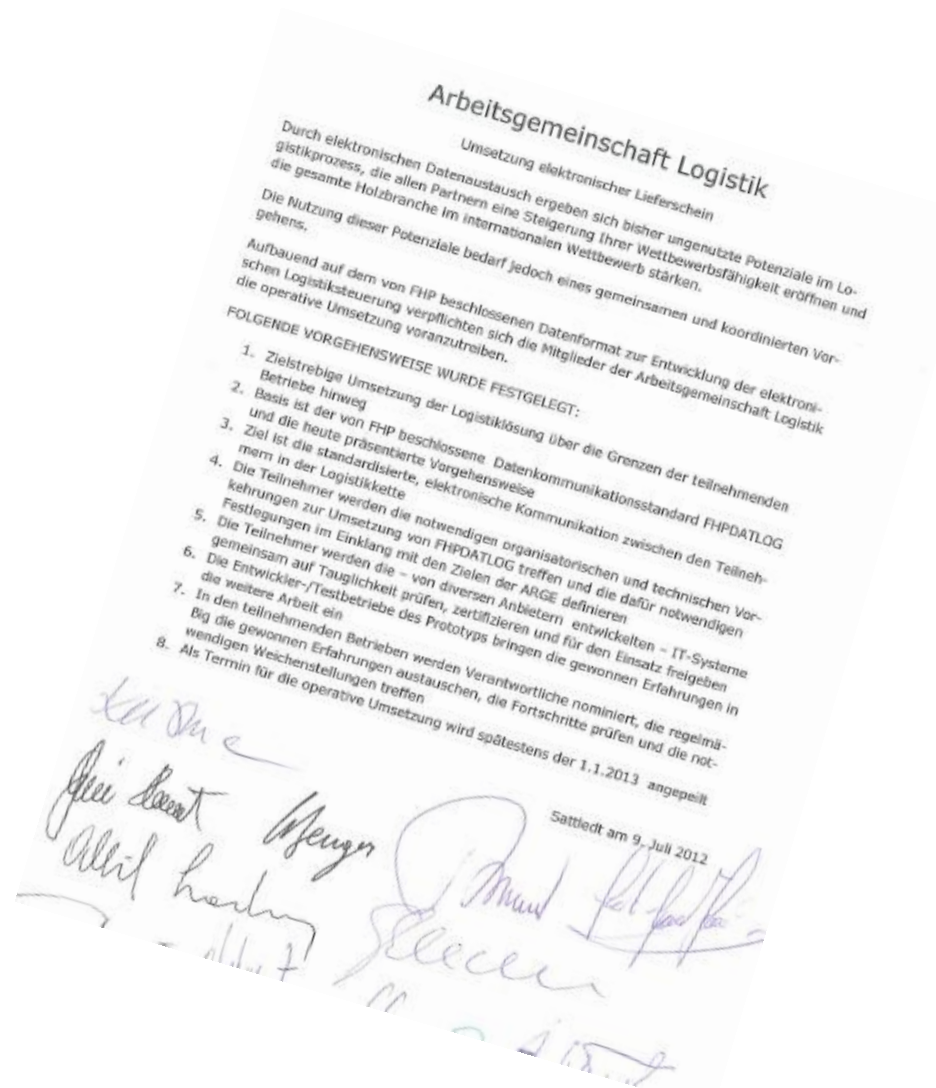 Arbeitsgemeinschaft Logistik
Umsetzung elektronischer Lieferschein
Durch elektronischen Datenaustausch ergeben sich bisher ungenutzte Potenziale im Lo-
gistikprozess, die allen Partnern eine Steigerung Ihrer Wettbewerbsfähigkeit eröffnen und
die gesamte Holzbranche im internationalen Wettbewerb stärken.
Die Nutzung dieser Potenziale bedarf jedoch eines gemeinsamen und koordinierten Vor-
gehens.
Aufbauend auf dem von FHP beschlossenen Datenformat zur Entwicklung der elektroni-
schen Logistiksteuerung verpflichten sich die Mitglieder der Arbeitsgemeinschaft Logistik
die operative Umsetzung voranzutreiben.
FOLGENDE VORGEHENSWEISE WURDE FESTGELEGT:
1. Zielstrebige Umsetzung der Logistiklösung über die Grenzen der teilnehmenden
Betriebe hinweg
2. Basis ist der von FHP beschlossene Datenkommunikationsstandard FHPDATLOG
und die heute präsentierte Vorgehensweise
3. Ziel ist die standardisierte, elektronische Kommunikation zwischen den Teilneh-
mern in der Logistikkette
4. Die Teilnehmer werden die notwendigen organisatorischen und technischen Vor-
kehrungen zur Umsetzung von FHPDATLOG treffen und die dafür notwendigen
Festlegungen im Einklang mit den Zielen der ARGE definieren
5. Die Teilnehmer werden die – von diversen Anbietern entwickelten – IT-Systeme
gemeinsam auf Tauglichkeit prüfen, zertifizieren und für den Einsatz freigeben
6. Die Entwickler-/Testbetriebe des Prototyps bringen die gewonnen Erfahrungen in
die weitere Arbeit ein
7. In den teilnehmenden Betrieben werden Verantwortliche nominiert, die regelmä-
ßig die gewonnen Erfahrungen austauschen, die Fortschritte prüfen und die not-
wendigen Weichenstellungen treffen
8. Als Termin für die operative Umsetzung wird spätestens der 1.1.2013 angepeilt
Sattledt am 9. Juli 2012